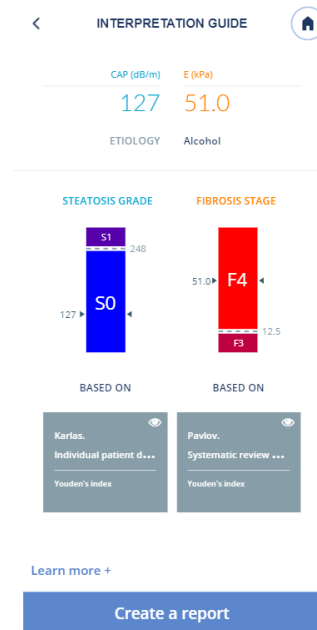 INTERPRETATION GUIDE
CAP (dB/m) E (kPa)
127 51.0
ETIOLOGY Alcohol
STEATOSIS GRADE FIBROSIS STAGE
S1
248
S0
127
F4
51.0
12.5
F3
BASED ON BASED ON
Karlas.
Individual patient d...
Youden's index
Pavlov.
Systematic review ...
Youden's index
Learn more +
Create a report